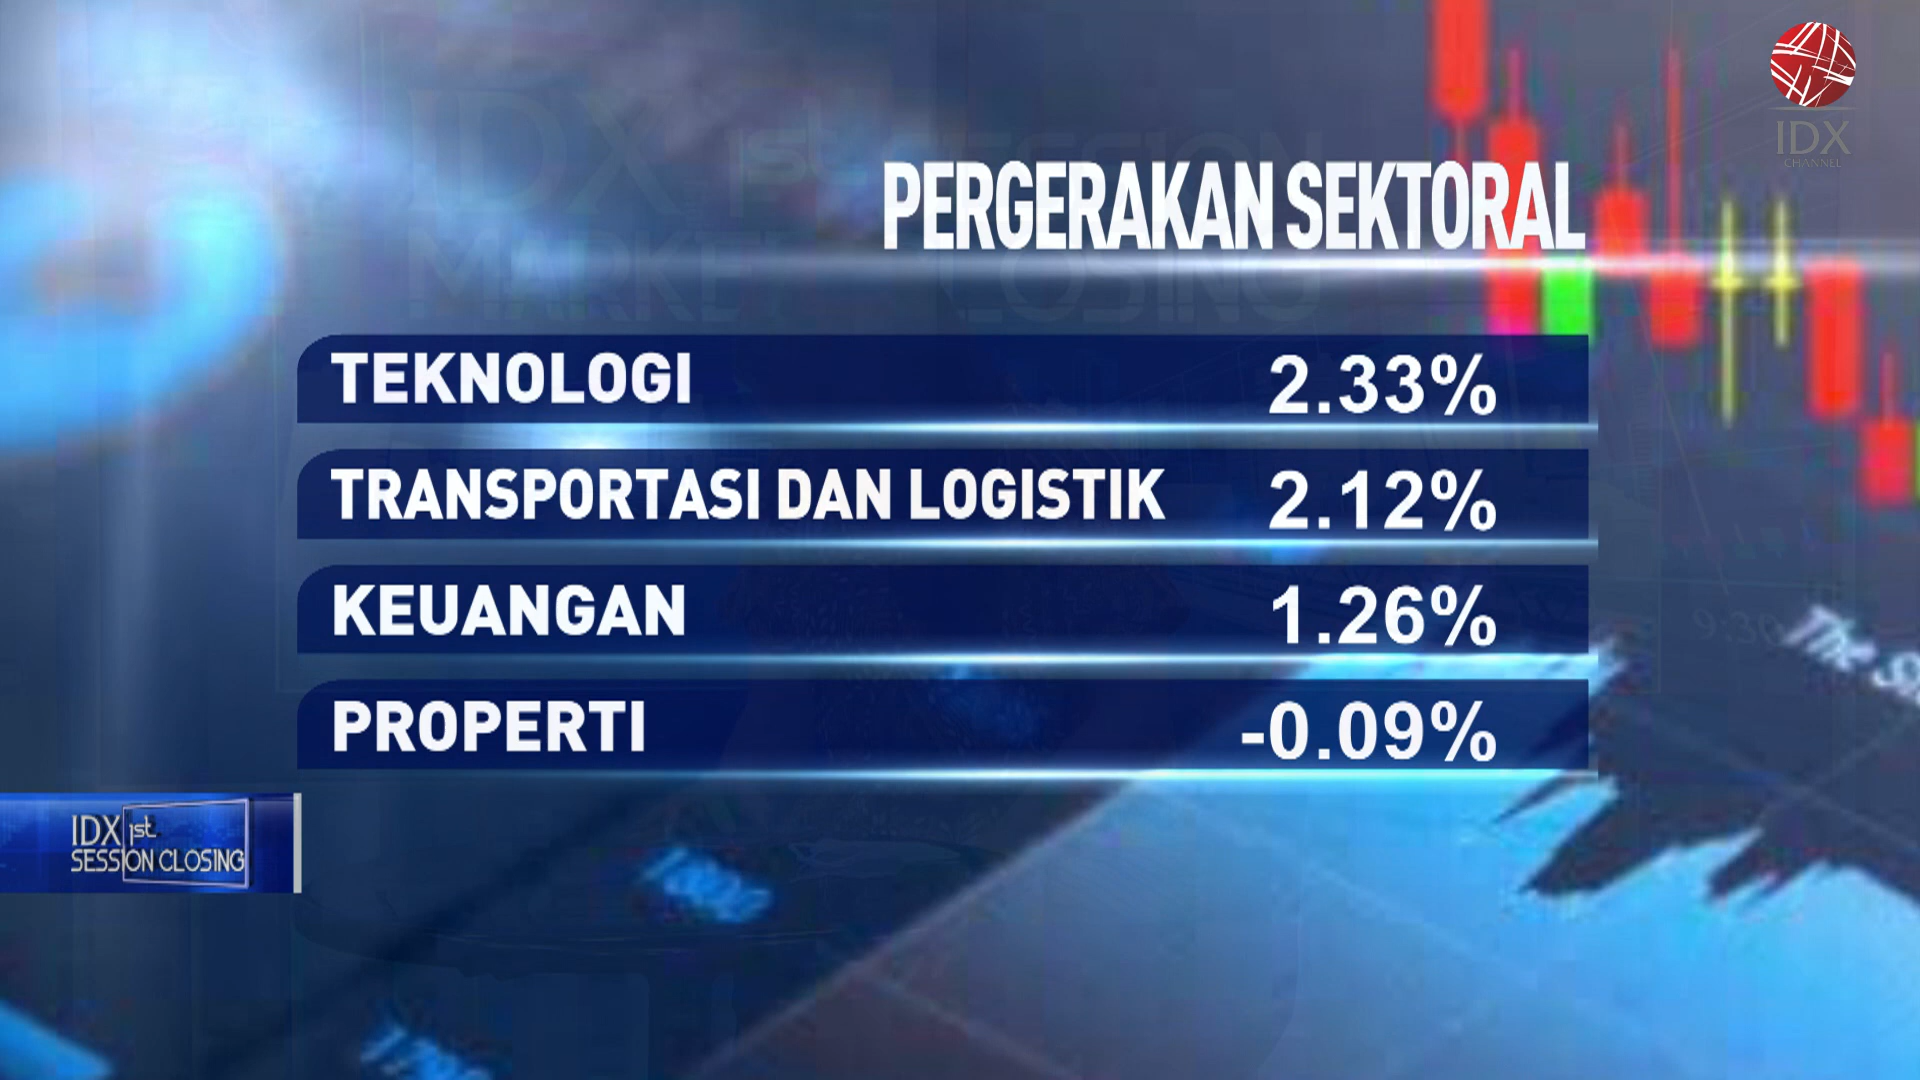 IDX
CHANNEL
PERGERAKAN SEKTORAL
TEKNOLOGI 2.33%
TRANSPORTASI DAN LOGISTIK 2.12%
KEUANGAN 1.26%
PROPERTI -0.09%
IDX 1st
SESSION CLOSING